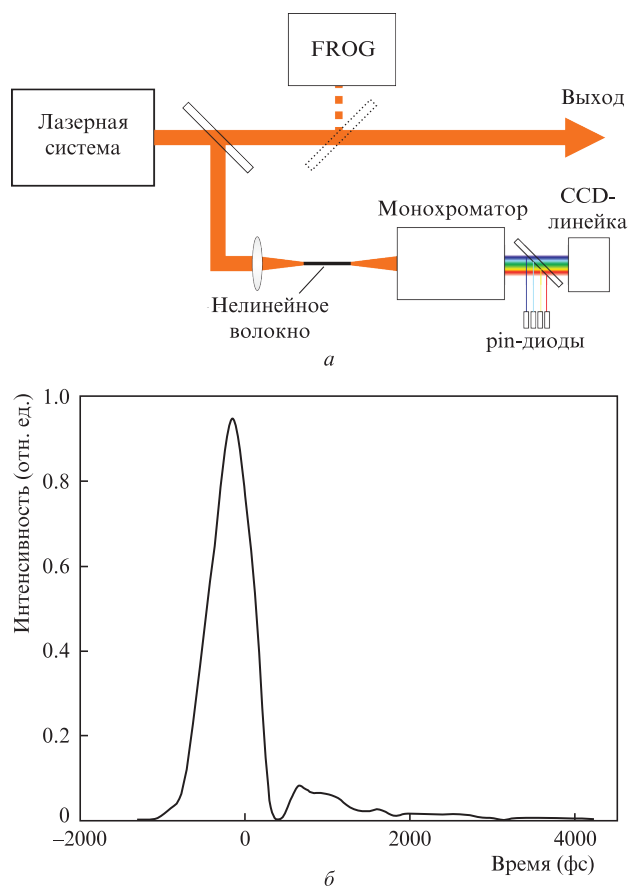 FROG
Лазерная
система
Выход
Монохроматор
CCD-
линейка
Нелинейное
волокно
pin-диоды
а
Интенсивность (отн. ед.)
1.0
0.8
0.6
0.4
0.2
0
−2000
0
2000
4000
Время (фс)
б